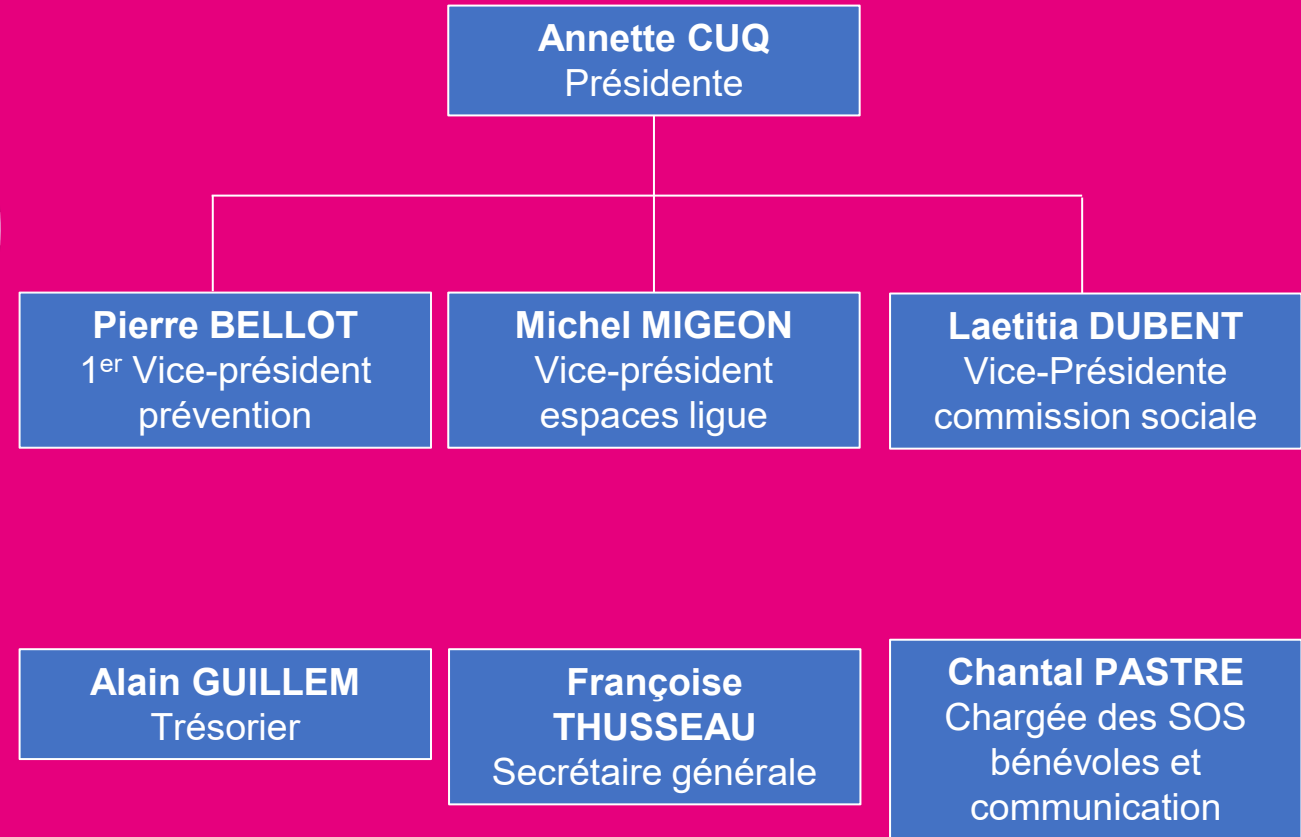 Annette CUQ
Présidente
Pierre BELLOT
1er Vice-président
prévention
Michel MIGEON
Vice-président
espaces ligue
Laetitia DUBENT
Vice-Présidente
commission sociale
Alain GUILLEM
Trésorier
Françoise
THUSSEAU
Secrétaire générale
Chantal PASTRE
Chargée des SOS
bénévoles et
communication